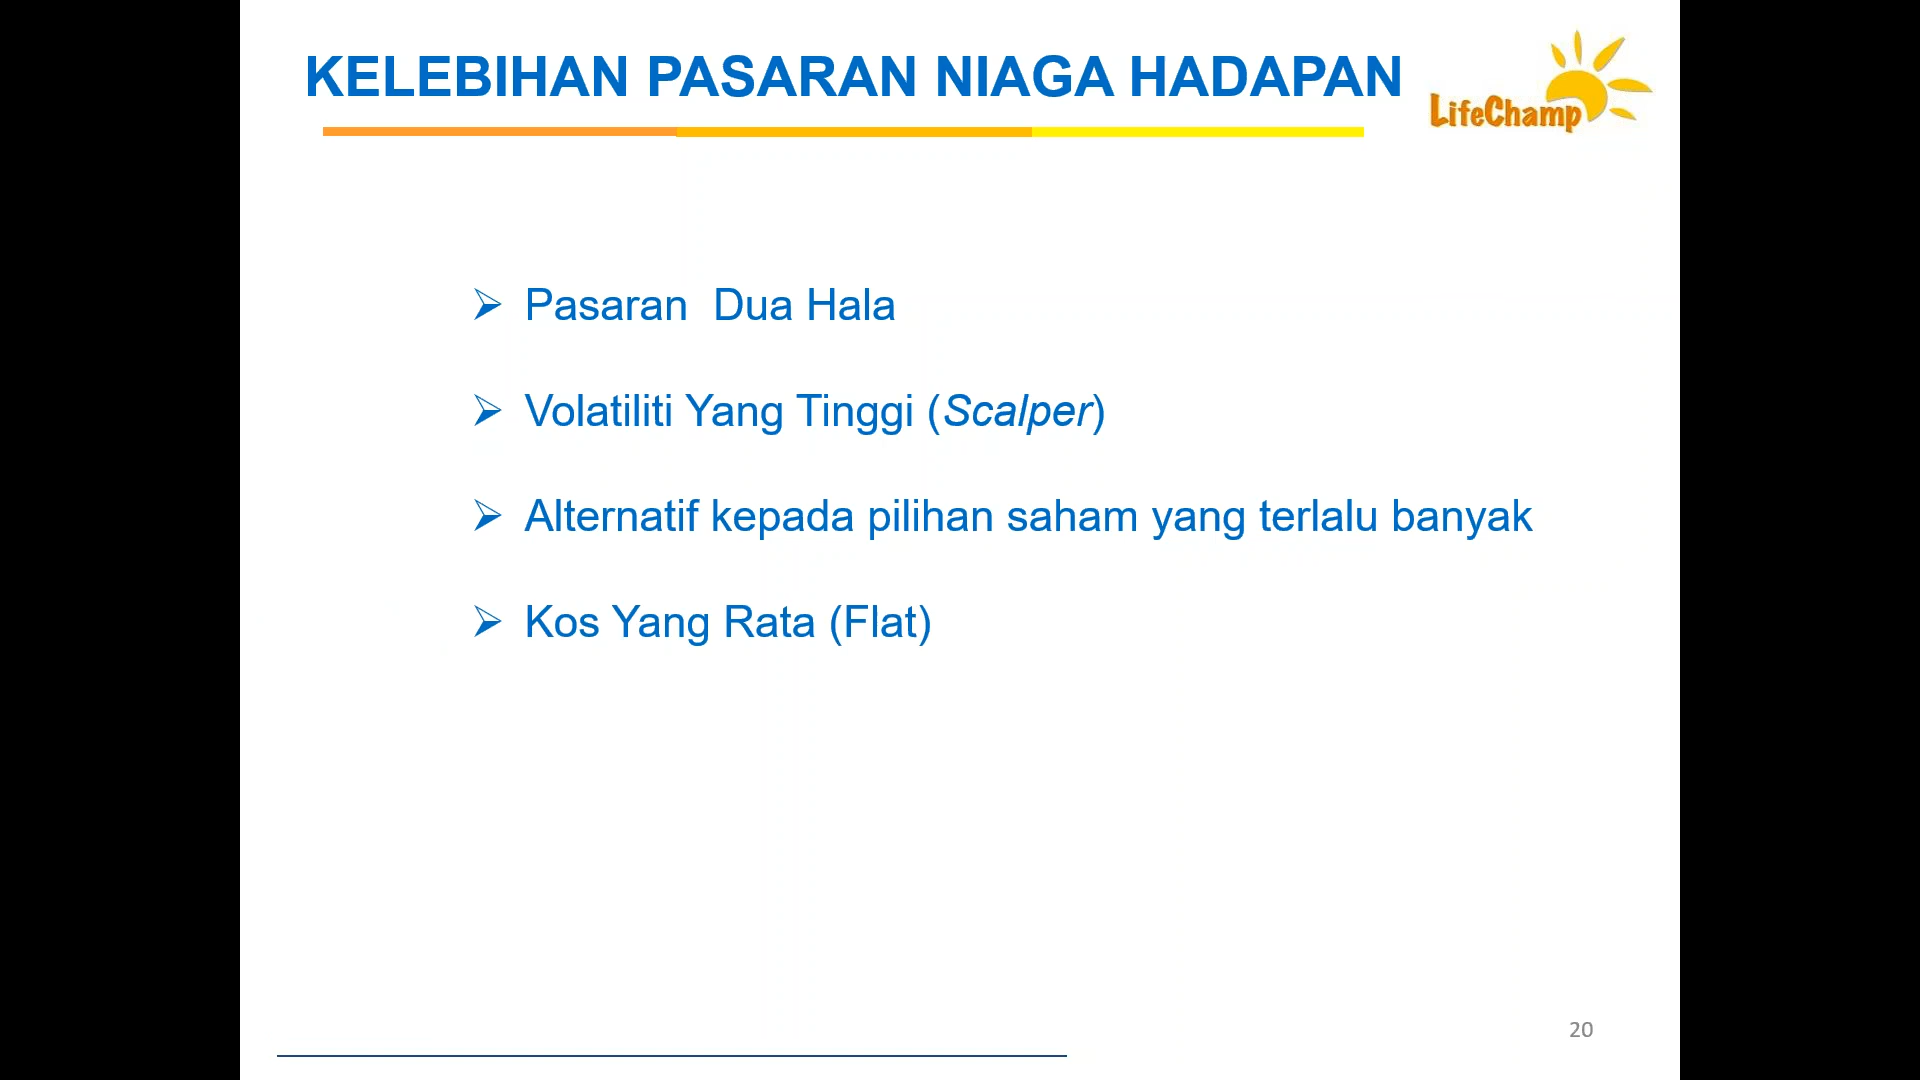 KELEBIHAN PASARAN NIAGA HADAPAN
LifeChamp
Pasaran  Dua Hala
Volatiliti Yang Tinggi (Scalper)
Alternatif kepada pilihan saham yang terlalu banyak
Kos Yang Rata (Flat)
20